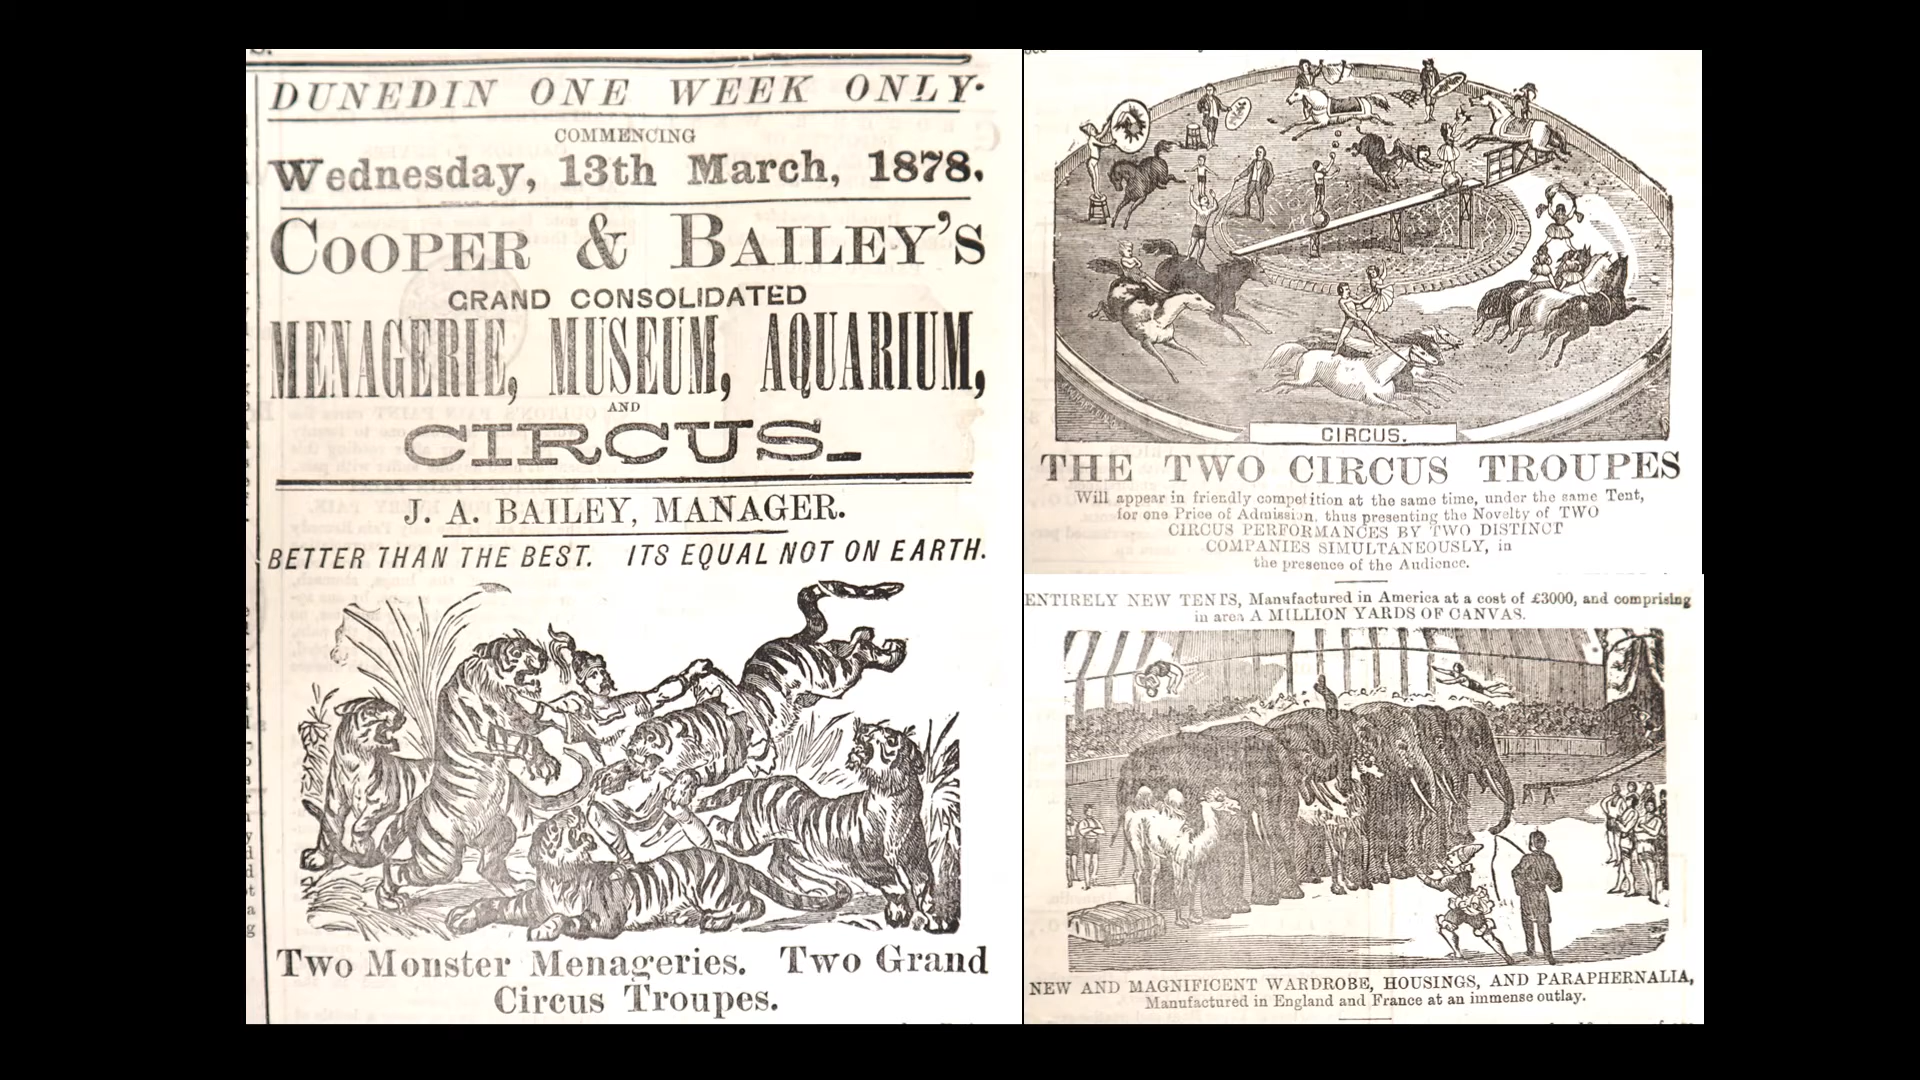 DUNEDIN ONE WEEK ONLY.
COMMENCING
Wednesday, 13th March, 1878.
COOPER & BAILEY'S
GRAND CONSOLIDATED
MENAGERIE, MUSEUM, AQUARIUM,
AND
CIRCUS.
J. A. BAILEY, MANAGER.
BETTER THAN THE BEST. ITS EQUAL NOT ON EARTH.
Two Monster Menageries. Two Grand
Circus Troupes.
CIRCUS.
THE TWO CIRCUS TROUPES
Will appear in friendly competition at the same time, under the same Tent,
for one Price of Admission, thus presenting the Novelty of TWO
CIRCUS PERFORMANCES BY TWO DISTINCT
COMPANIES SIMULTANEOUSLY, in
the presence of the Audience.
ENTIRELY NEW TENTS, Manufactured in America at a cost of £3000, and comprising
in area A MILLION YARDS OF CANVAS.
NEW AND MAGNIFICENT WARDROBE, HOUSINGS, AND PARAPHERNALIA,
Manufactured in England and France at an immense outlay.